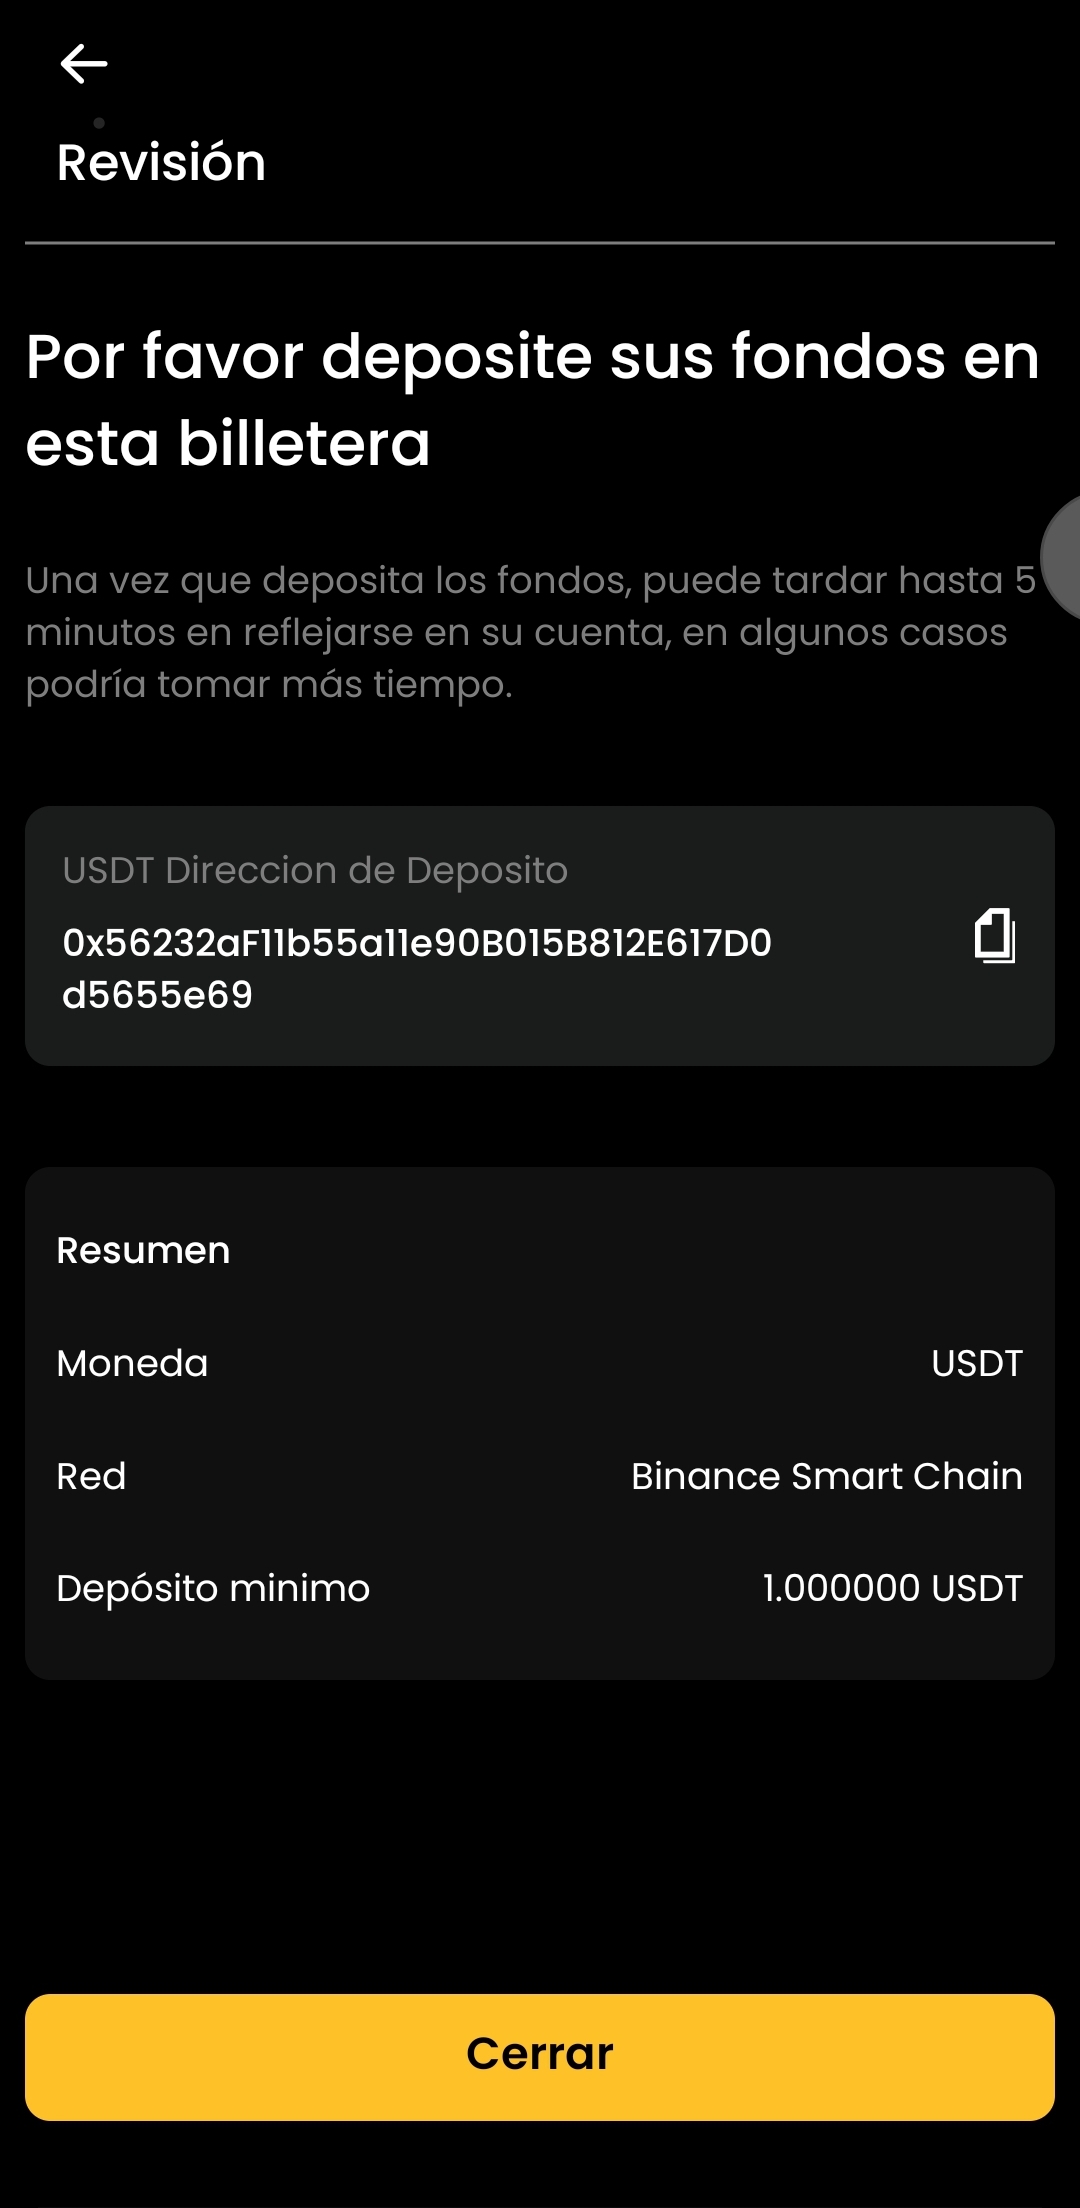 Revisión
Por favor deposite sus fondos en
esta billetera
Una vez que deposita los fondos, puede tardar hasta 5
minutos en reflejarse en su cuenta, en algunos casos
podría tomar más tiempo.
USDT Direccion de Deposito
0x56232aF11b55a11e90B015B812E617D0
d5655e69
Resumen
Moneda USDT
Red Binance Smart Chain
Depósito minimo 1.000000 USDT
Cerrar